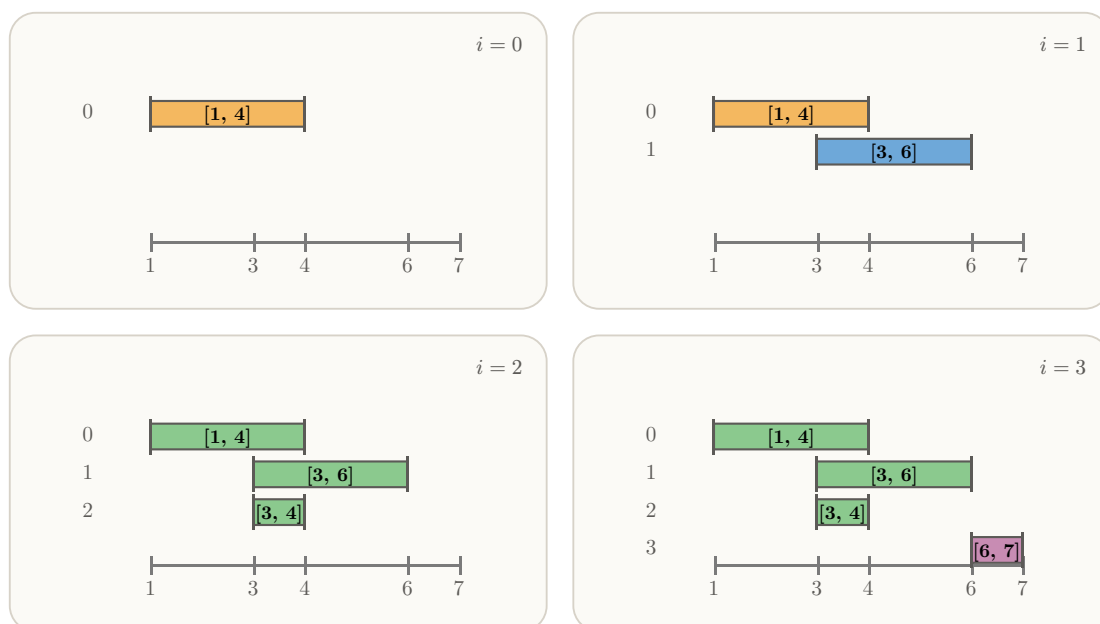 i = 0
0 [1, 4]
1 3 4 6 7
i = 1
0 [1, 4]
1 [3, 6]
1 3 4 6 7
i = 2
0 [1, 4]
1 [3, 6]
2 [3, 4]
1 3 4 6 7
i = 3
0 [1, 4]
1 [3, 6]
2 [3, 4]
3 [6, 7]
1 3 4 6 7